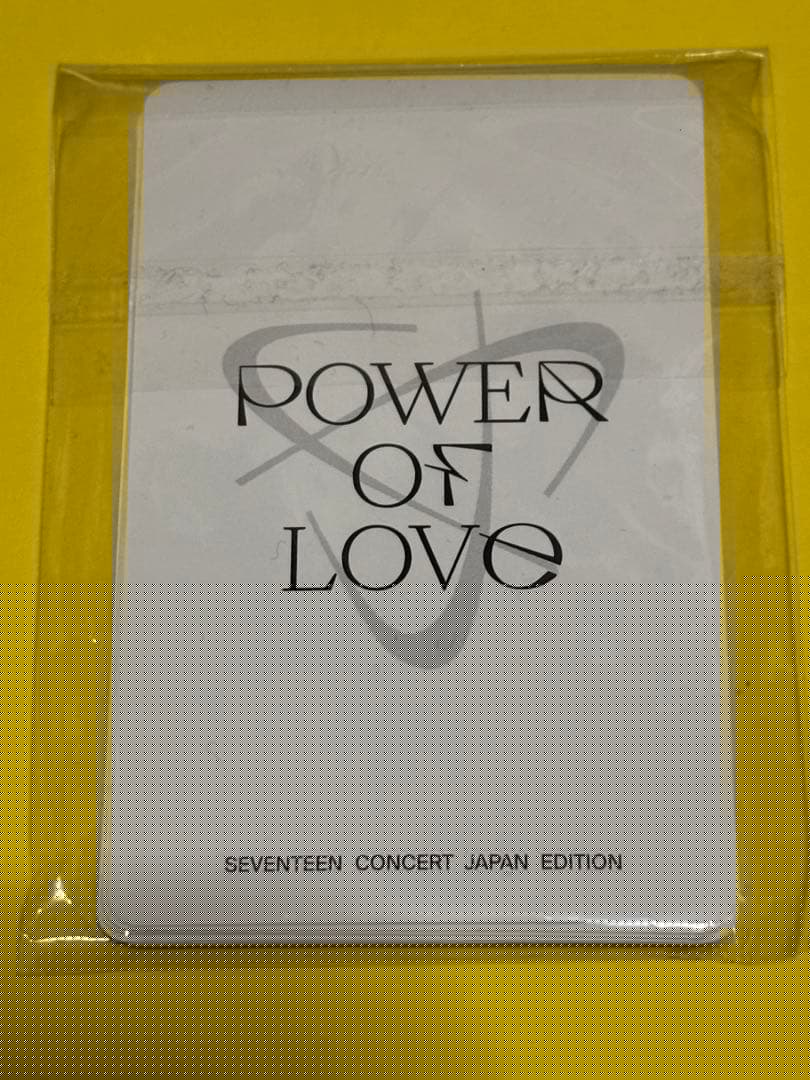 POWER
OF
LOVE
SEVENTEEN CONCERT JAPAN EDITION